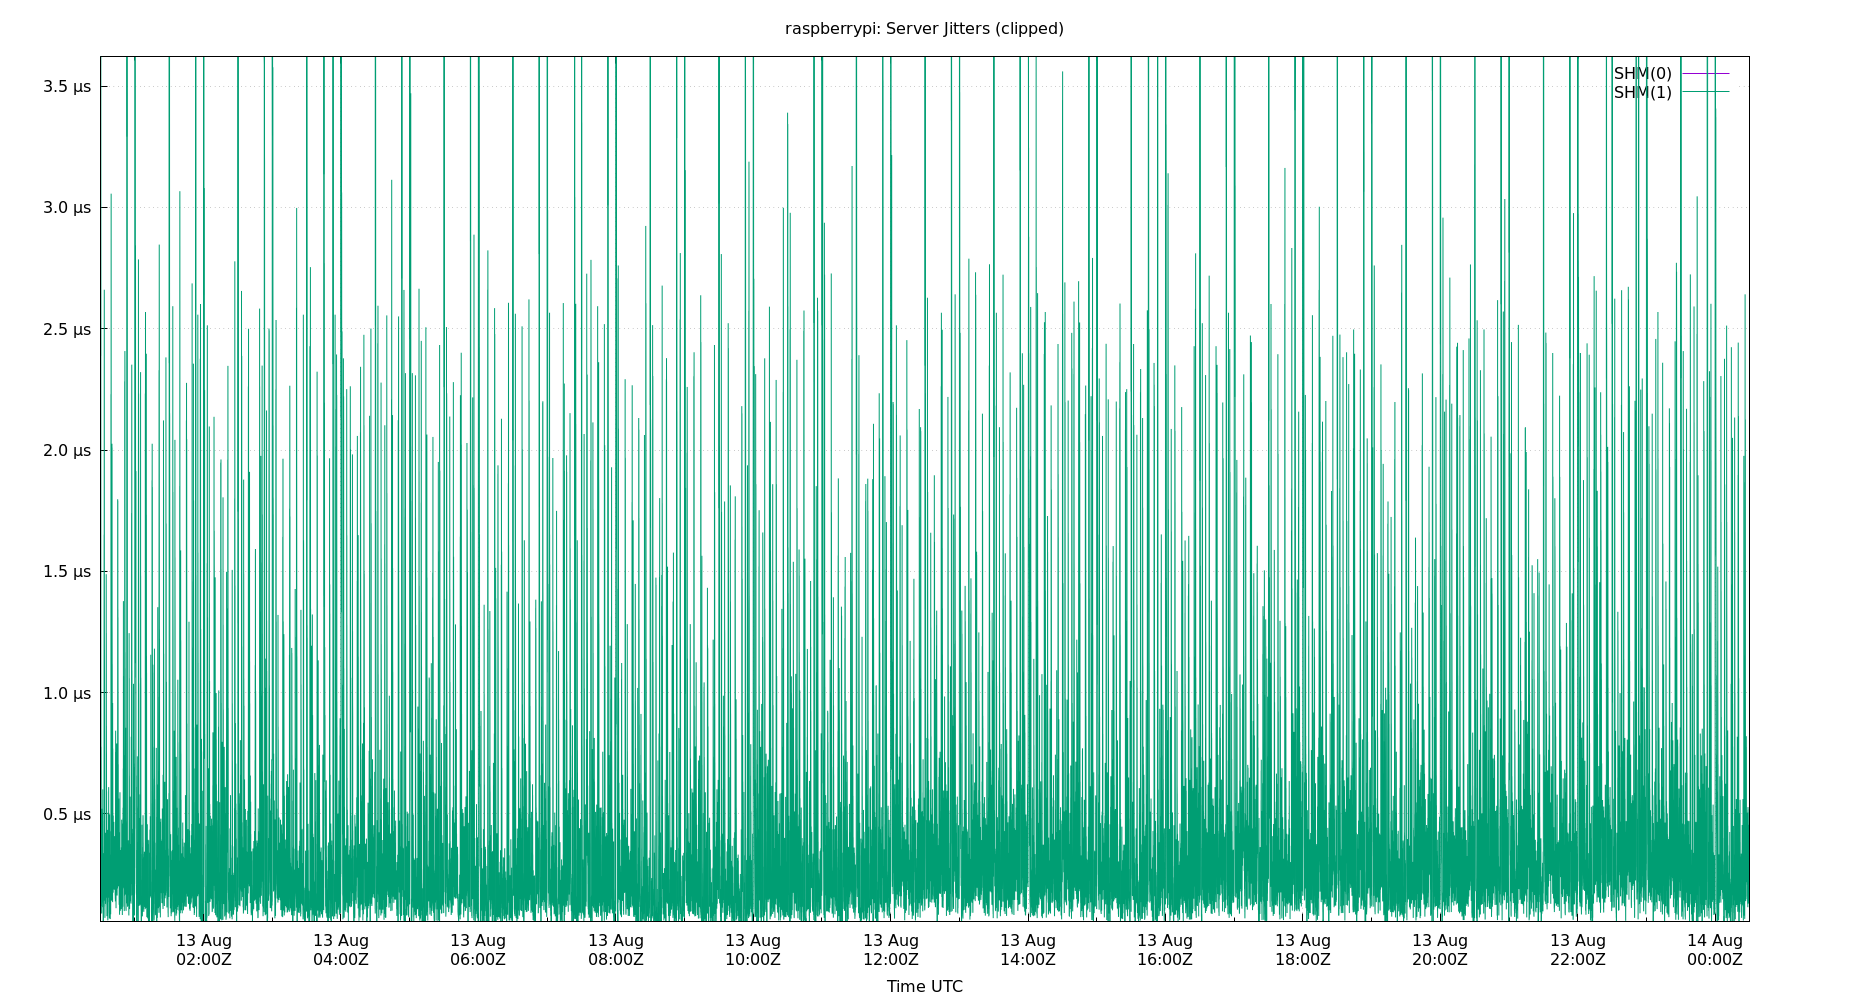 raspberrypi: Server Jitters (clipped)
SHM(0)
SHM(1)
3.5 µs
3.0 µs
2.5 µs
2.0 µs
1.5 µs
1.0 µs
0.5 µs
13 Aug 13 Aug 13 Aug 13 Aug 13 Aug 13 Aug 13 Aug 13 Aug 13 Aug 13 Aug 13 Aug 14 Aug
02:00Z 04:00Z 06:00Z 08:00Z 10:00Z 12:00Z 14:00Z 16:00Z 18:00Z 20:00Z 22:00Z 00:00Z
Time UTC